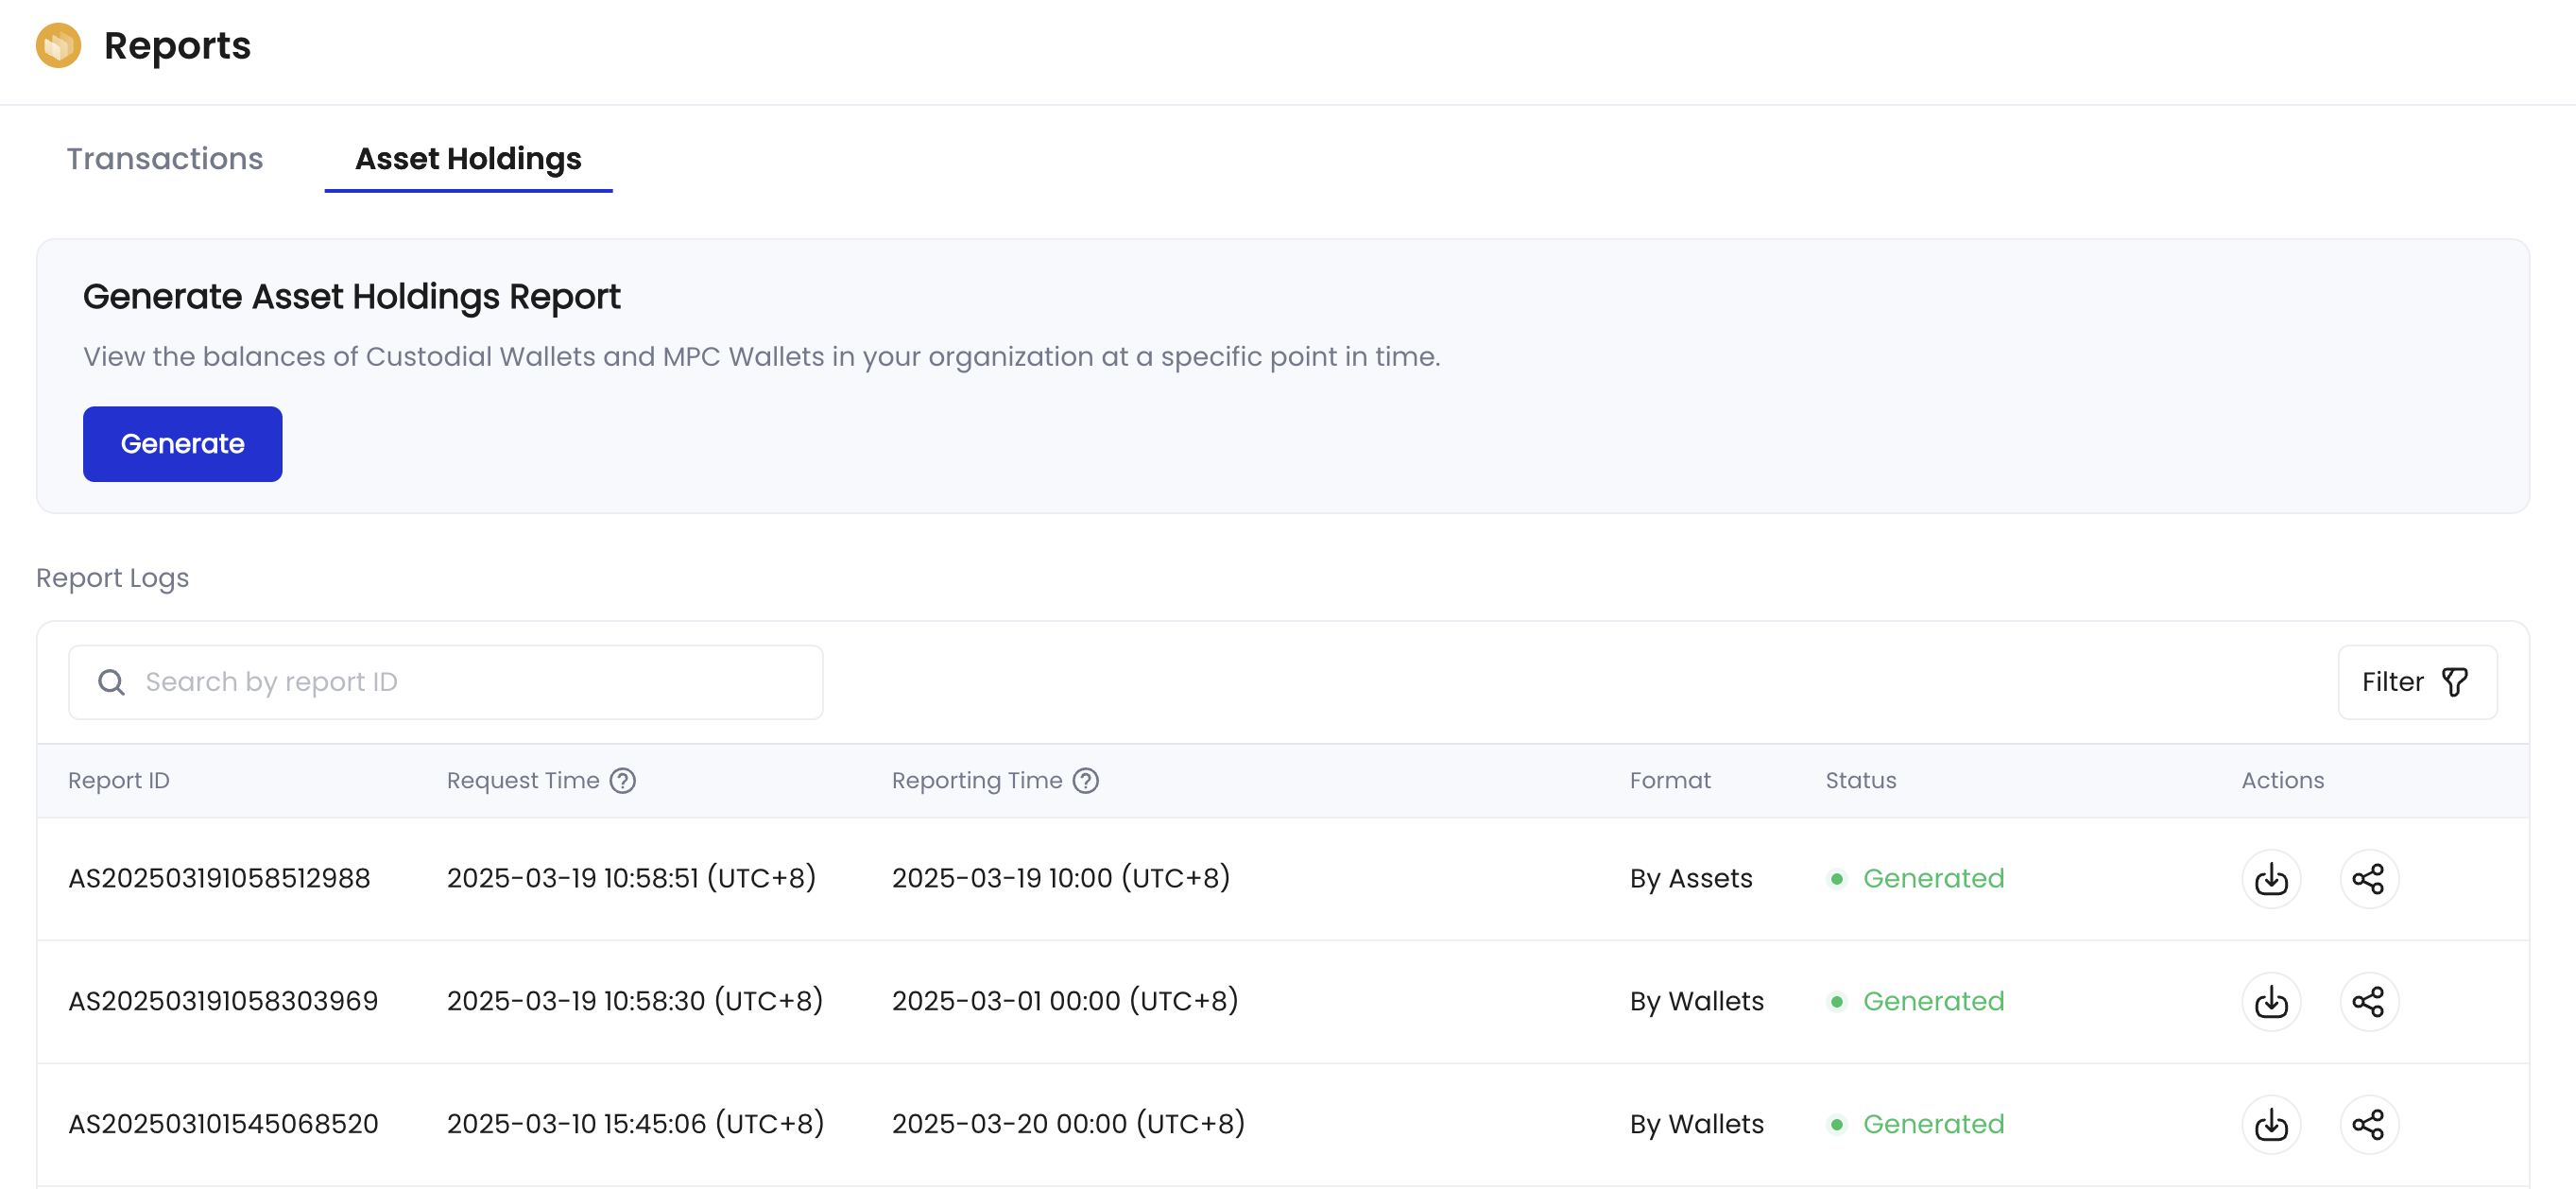 Reports
Transactions
Asset Holdings
Generate Asset Holdings Report
View the balances of Custodial Wallets and MPC Wallets in your organization at a specific point in time.
Generate
Report Logs
Search by report ID
Filter
Report ID Request Time Reporting Time Format Status Actions
AS202503191058512988 2025-03-19 10:58:51 (UTC+8) 2025-03-19 10:00 (UTC+8) By Assets Generated
AS202503191058303969 2025-03-19 10:58:30 (UTC+8) 2025-03-01 00:00 (UTC+8) By Wallets Generated
AS202503101545068520 2025-03-10 15:45:06 (UTC+8) 2025-03-20 00:00 (UTC+8) By Wallets Generated